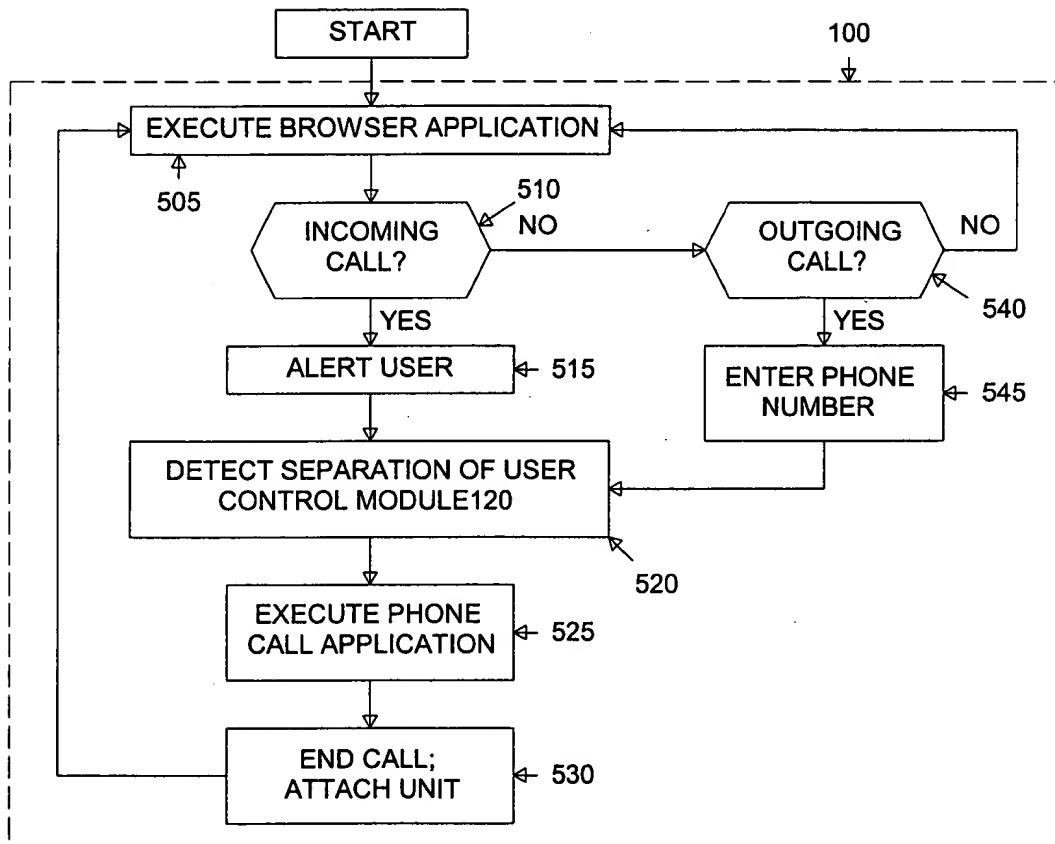 START
100
EXECUTE BROWSER APPLICATION
505
510
INCOMING
CALL?
NO
OUTGOING
CALL?
NO
540
YES
YES
ALERT USER
515
ENTER PHONE
NUMBER
545
DETECT SEPARATION OF USER
CONTROL MODULE120
520
EXECUTE PHONE
CALL APPLICATION
525
END CALL;
ATTACH UNIT
530